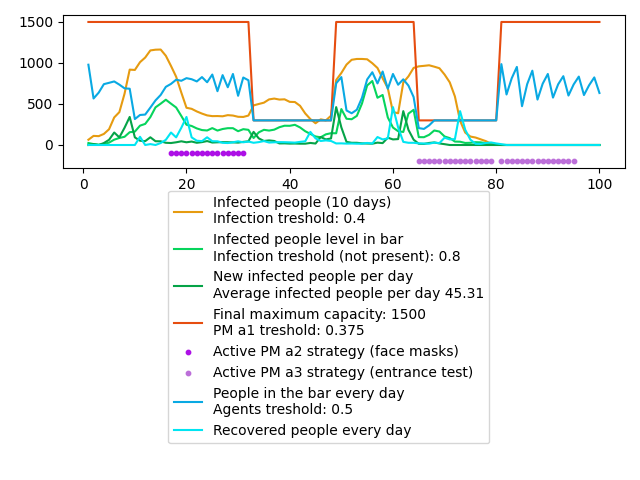 1500
1000
500
0
0 20 40 60 80 100
Infected people (10 days)
Infection treshold: 0.4
Infected people level in bar
Infection treshold (not present): 0.8
New infected people per day
Average infected people per day 45.31
Final maximum capacity: 1500
PM a1 treshold: 0.375
Active PM a2 strategy (face masks)
Active PM a3 strategy (entrance test)
People in the bar every day
Agents treshold: 0.5
Recovered people every day